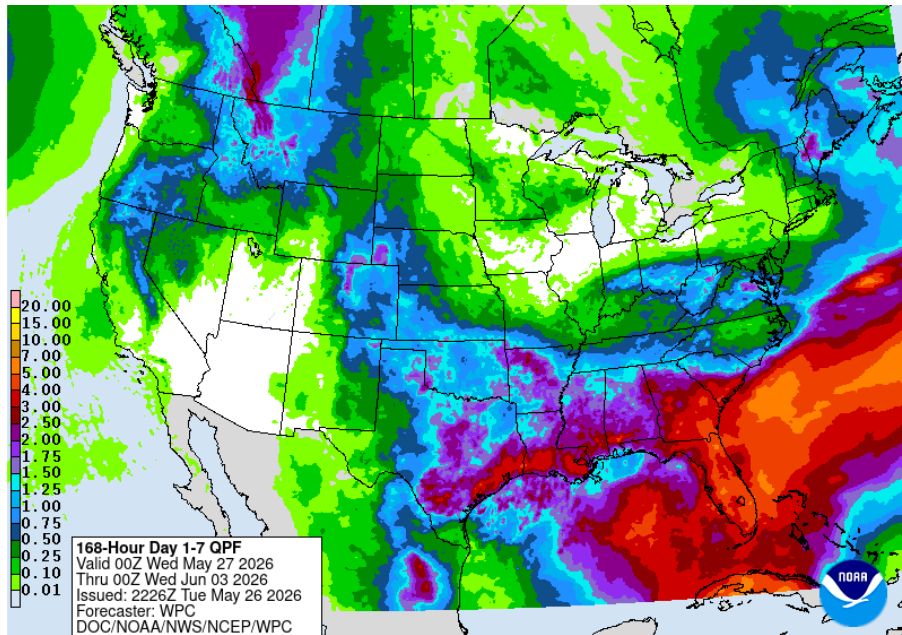 20.00
15.00
10.00
7.00
5.00
4.00
3.00
2.50
2.00
1.75
1.50
1.25
1.00
0.75
0.50
0.25
0.10
0.01
168-Hour Day 1-7 QPF
Valid 00Z Wed May 27 2026
Thru 00Z Wed Jun 03 2026
Issued: 2226Z Tue May 26 2026
Forecaster: WPC
DOC/NOAA/NWS/NCEP/WPC
NOAA